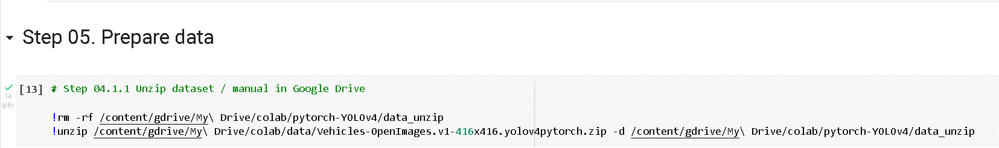 Step 05. Prepare data
[13] # Step 04.1.1 Unzip dataset / manual in Google Drive
14
giây
!rm -rf /content/gdrive/My\ Drive/colab/pytorch-YOLOv4/data_unzip
!unzip /content/gdrive/My\ Drive/colab/data/Vehicles-OpenImages.v1-416x416.yolov4pytorch.zip -d /content/gdrive/My\ Drive/colab/pytorch-YOLOv4/data_unzip